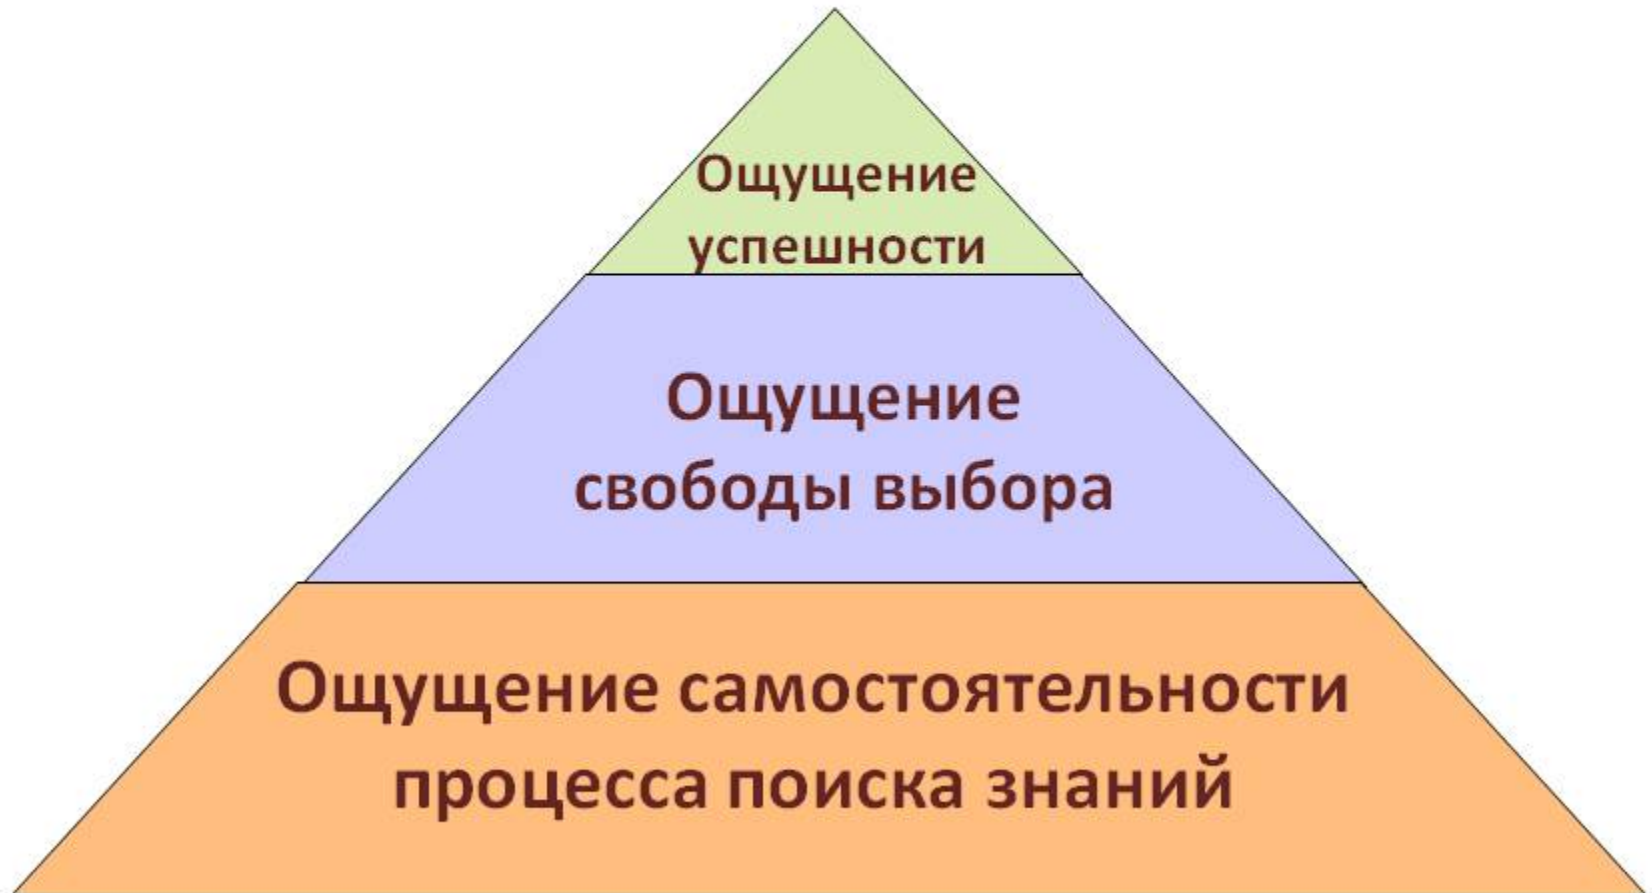 Ощущение
успешности
Ощущение
свободы выбора
Ощущение самостоятельности
процесса поиска знаний